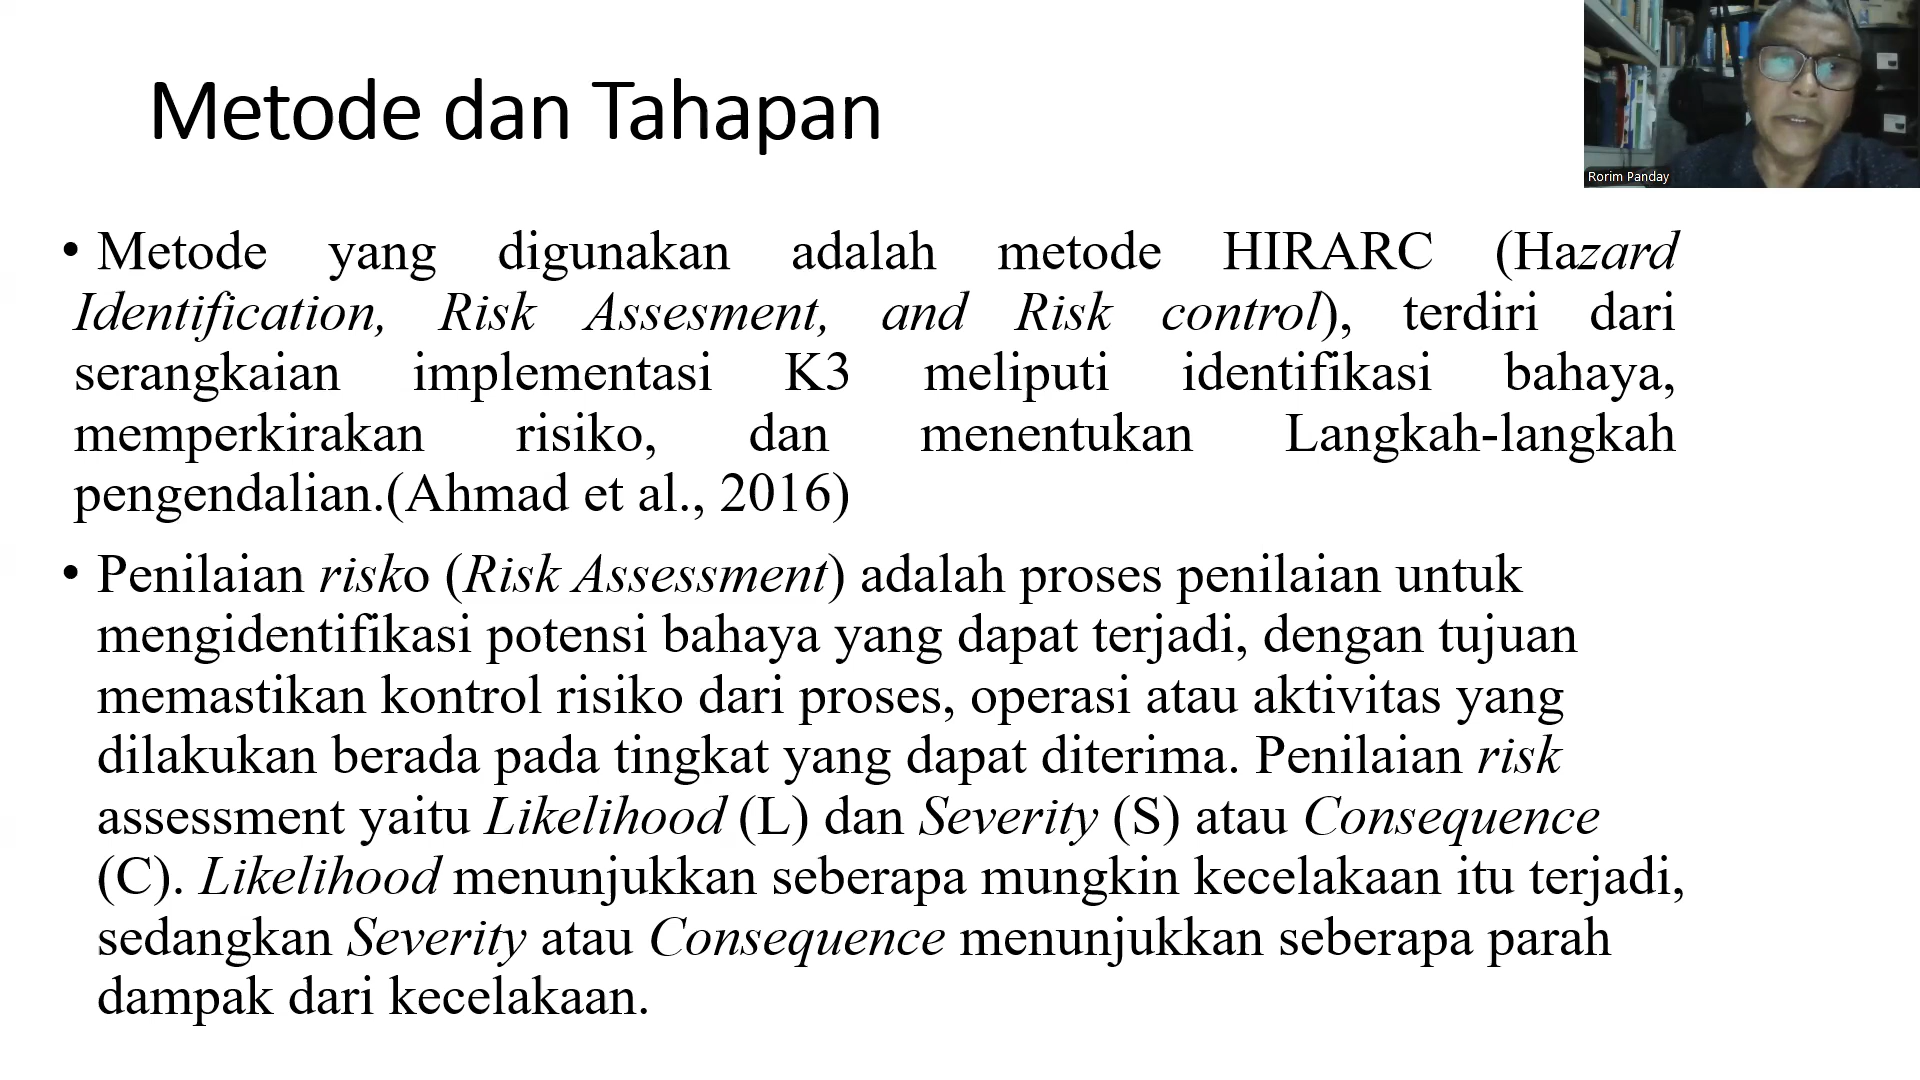 Metode dan Tahapan
Rorim Panday
• Metode yang digunakan adalah metode HIRARC (Hazard
Identification, Risk Assesment, and Risk control), terdiri dari
serangkaian implementasi K3 meliputi identifikasi bahaya,
memperkirakan risiko, dan menentukan Langkah-langkah
pengendalian.(Ahmad et al., 2016)
• Penilaian risko (Risk Assessment) adalah proses penilaian untuk
mengidentifikasi potensi bahaya yang dapat terjadi, dengan tujuan
memastikan kontrol risiko dari proses, operasi atau aktivitas yang
dilakukan berada pada tingkat yang dapat diterima. Penilaian risk
assessment yaitu Likelihood (L) dan Severity (S) atau Consequence
(C). Likelihood menunjukkan seberapa mungkin kecelakaan itu terjadi,
sedangkan Severity atau Consequence menunjukkan seberapa parah
dampak dari kecelakaan.